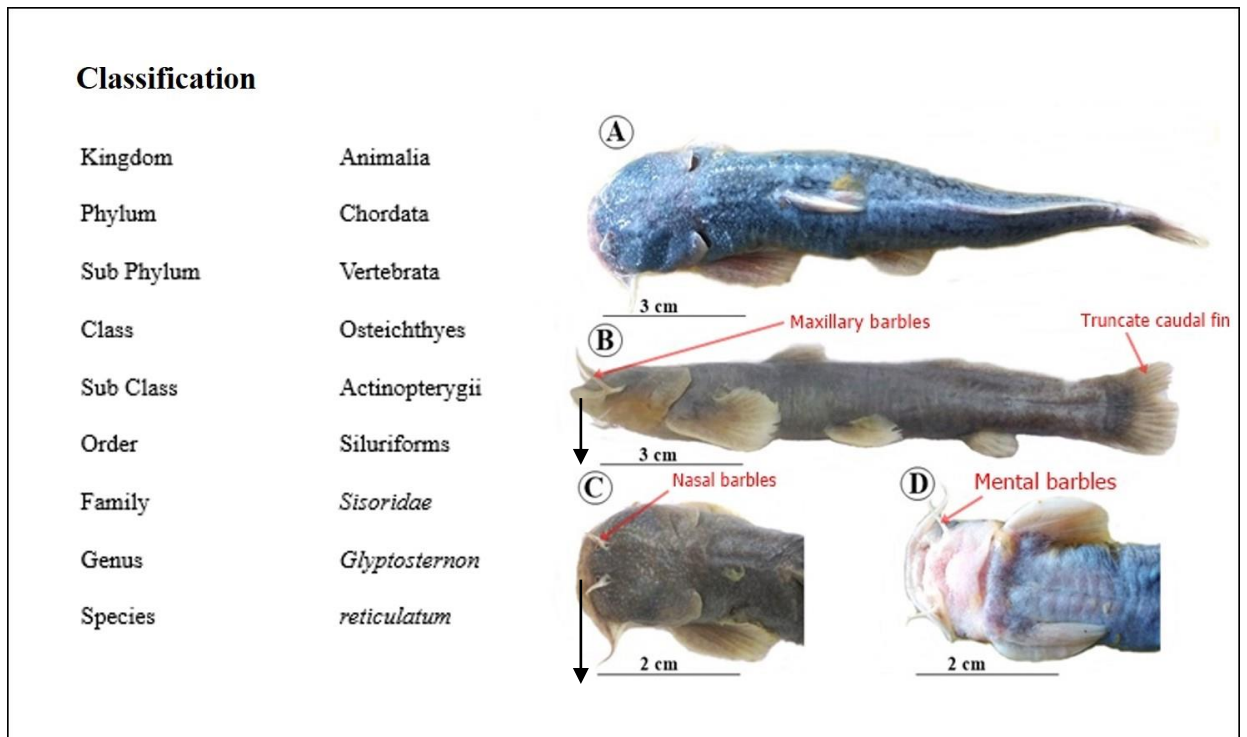 Classification
Kingdom Animalia
Phylum Chordata
Sub Phylum Vertebrata
Class Osteichthyes
Sub Class Actinopterygii
Order Siluriforms
Family Sisoridae
Genus Glyptosternon
Species reticulatum
A
3 cm
B
Maxillary barbles
Truncate caudal fin
3 cm
C
Nasal barbles
2 cm
D
Mental barbles
2 cm